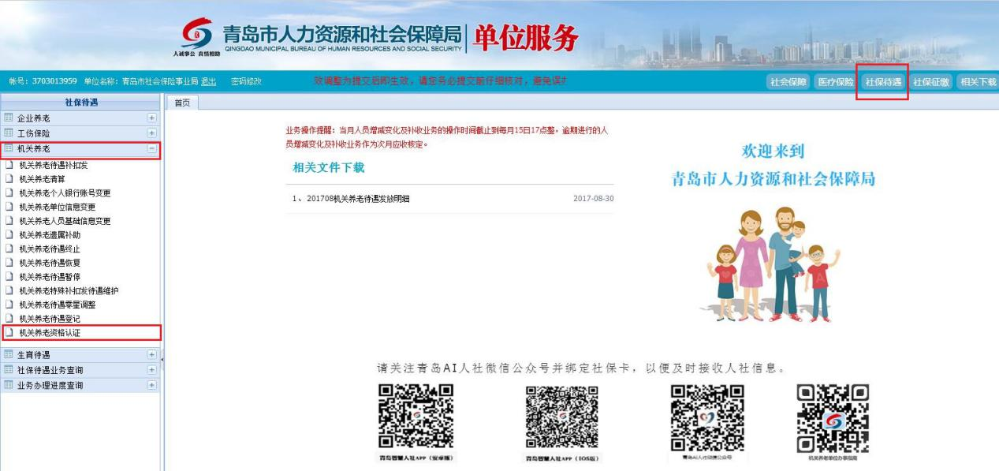 青岛市人力资源和社会保障局
单位服务
人诚事公 真情相助
QINGDAO MUNICIPAL BUREAU OF HUMAN RESOURCES AND SOCIAL SECURITY
帐号：3703013959 单位名称：青岛市社会保险事业局 退出 密码修改
效调整为提交后即生效，请您务必提交前仔细核对，避免误
社会保障 医疗保险 社保待遇 社保征缴 相关下载
社保待遇
企业养老
工伤保险
机关养老
机关养老待遇补扣发
机关养老清算
机关养老个人银行账号变更
机关养老单位信息变更
机关养老人员基础信息变更
机关养老遗属补助
机关养老待遇终止
机关养老待遇恢复
机关养老待遇暂停
机关养老特殊补扣发待遇维护
机关养老待遇零星调整
机关养老待遇登记
机关养老资格认证
生育待遇
社保待遇业务查询
业务办理进度查询
首页
业务操作提醒：当月人员增减变化及补收业务的操作时间截止到每月15日17点整，逾期进行的人
员增减变化及补收业务作为次月应收核定。
相关文件下载
1、201708机关养老待遇发放明细 2017-08-30
欢迎来到
青岛市人力资源和社会保障局
A
请关注青岛AI人社微信公众号并绑定社保卡，以便及时接收人社信息。
青岛智慧人社APP（安卓版）
青岛智慧人社APP（IOS版）
青岛AI人社微信公众号
机关养老单位办事指南